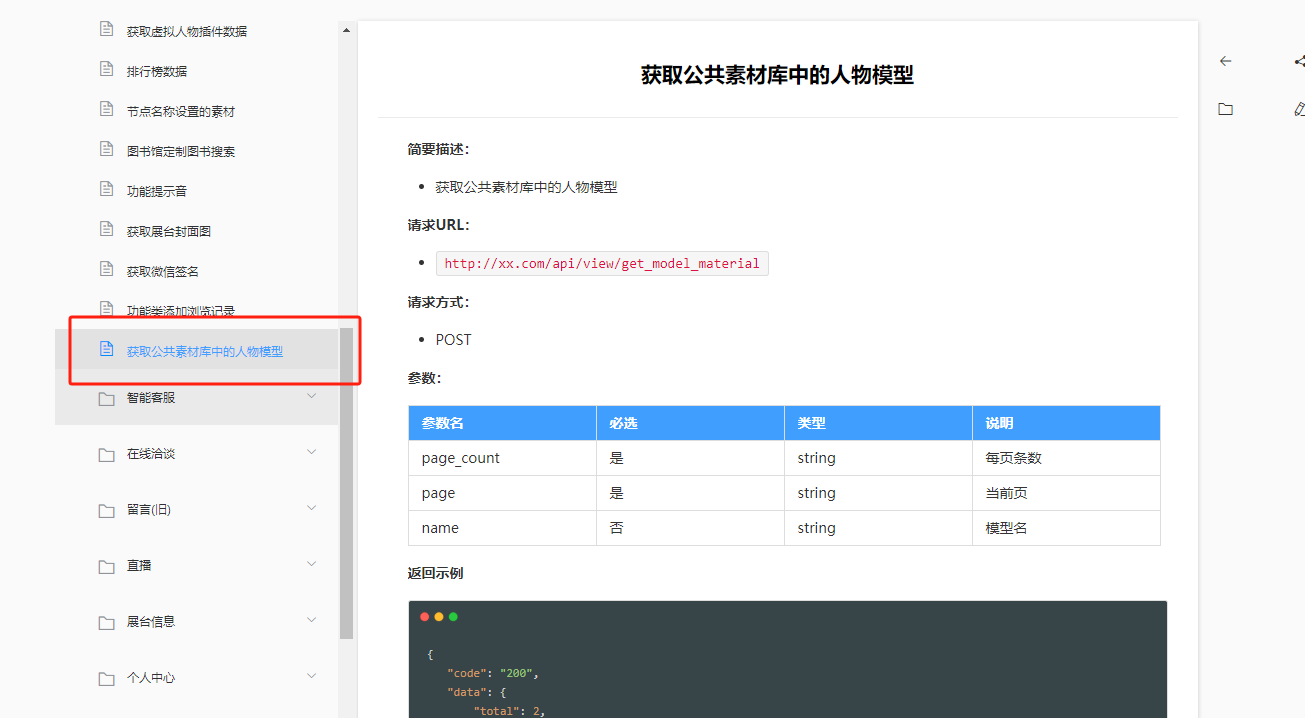 获取虚拟人物插件数据
排行榜数据
节点名称设置的素材
图书馆定制图书搜索
功能提示音
获取展台封面图
获取微信签名
功能类添加浏览记录
获取公共素材库中的人物模型
智能客服
在线洽谈
留言(旧)
直播
展台信息
个人中心
获取公共素材库中的人物模型
简要描述：
获取公共素材库中的人物模型
请求URL：
http://xx.com/api/view/get_model_material
请求方式：
POST
参数：
参数名 必选 类型 说明
page_count 是 string 每页条数
page 是 string 当前页
name 否 string 模型名
返回示例
{
"code": "200",
"data": {
"total": 2,